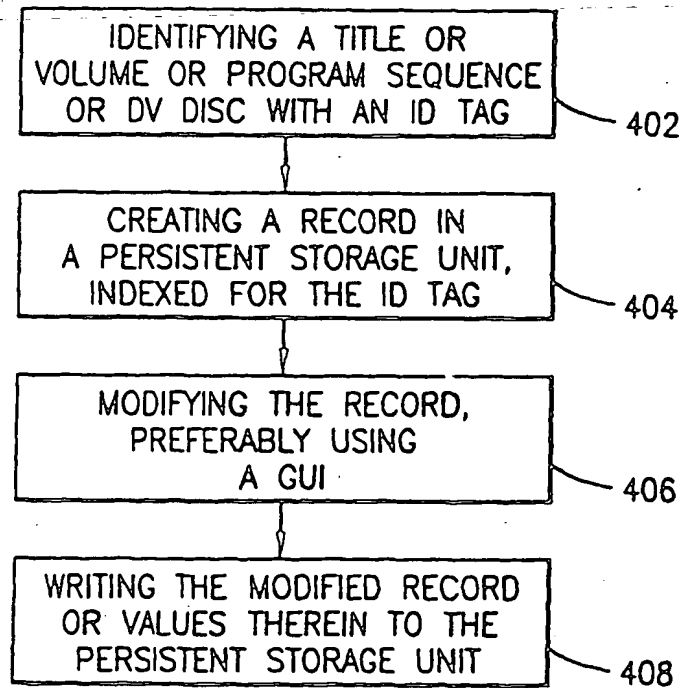 IDENTIFYING A TITLE OR
VOLUME OR PROGRAM SEQUENCE
OR DV DISC WITH AN ID TAG
402
CREATING A RECORD IN
A PERSISTENT STORAGE UNIT,
INDEXED FOR THE ID TAG
404
MODIFYING THE RECORD,
PREFERABLY USING
A GUI
406
WRITING THE MODIFIED RECORD
OR VALUES THEREIN TO THE
PERSISTENT STORAGE UNIT
408